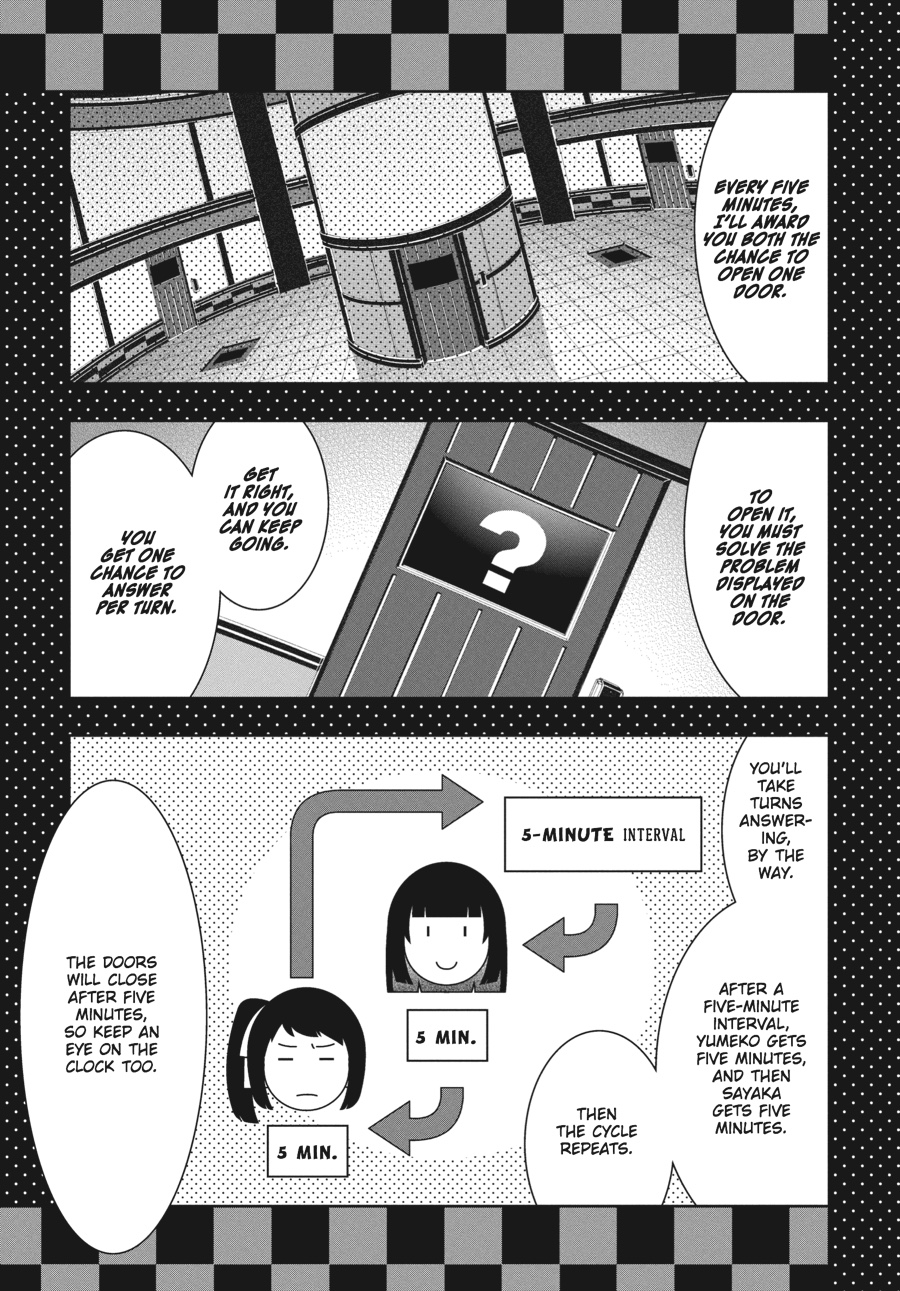 EVERY FIVE
MINUTES,
I'LL AWARD
YOU BOTH THE
CHANCE TO
OPEN ONE
DOOR.
TO
OPEN IT,
YOU MUST
SOLVE THE
PROBLEM
DISPLAYED
ON THE
DOOR.
?
GET
IT RIGHT,
AND YOU
CAN KEEP
GOING.
YOU
GET ONE
CHANCE TO
ANSWER
PER TURN.
YOU'LL
TAKE
TURNS
ANSWER-
ING,
BY THE
WAY.
AFTER A
FIVE-MINUTE
INTERVAL,
YUMEKO GETS
FIVE MINUTES,
AND THEN
SAYAKA
GETS FIVE
MINUTES.
THEN
THE CYCLE
REPEATS.
5-MINUTE INTERVAL
5 MIN.
5 MIN.
THE DOORS
WILL CLOSE
AFTER FIVE
MINUTES,
SO KEEP AN
EYE ON THE
CLOCK TOO.